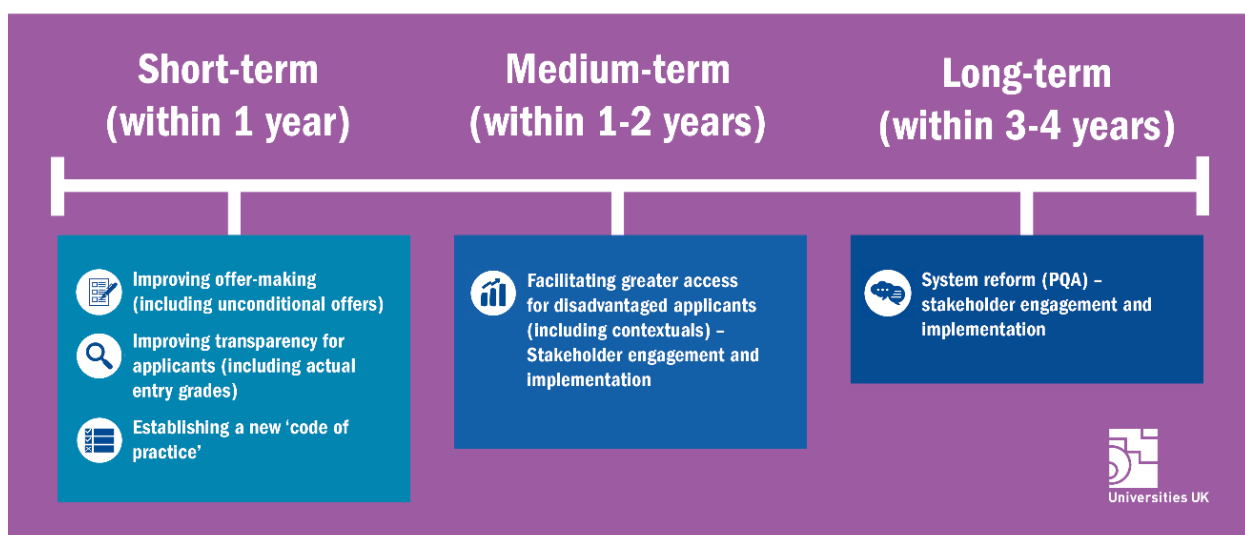 Short-term
(within 1 year)
Medium-term
(within 1-2 years)
Long-term
(within 3-4 years)
Improving offer-making
(including unconditional offers)
Improving transparency for
applicants (including actual
entry grades)
Establishing a new ‘code of
practice’
Facilitating greater access
for disadvantaged applicants
(including contextuals) –
Stakeholder engagement and
implementation
System reform (PQA) –
stakeholder engagement and
implementation
Universities UK